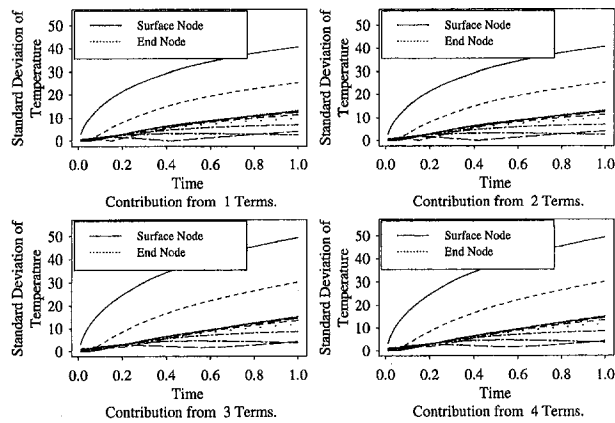 Standard Deviation of
Temperature
50
40
30
20
10
0
Surface Node
End Node
0.0 0.2 0.4 0.6 0.8 1.0
Time
Contribution from 1 Terms.
Standard Deviation of
Temperature
50
40
30
20
10
0
Surface Node
End Node
0.0 0.2 0.4 0.6 0.8 1.0
Time
Contribution from 2 Terms.
Standard Deviation of
Temperature
50
40
30
20
10
0
Surface Node
End Node
0.0 0.2 0.4 0.6 0.8 1.0
Time
Contribution from 3 Terms.
Standard Deviation of
Temperature
50
40
30
20
10
0
Surface Node
End Node
0.0 0.2 0.4 0.6 0.8 1.0
Time
Contribution from 4 Terms.